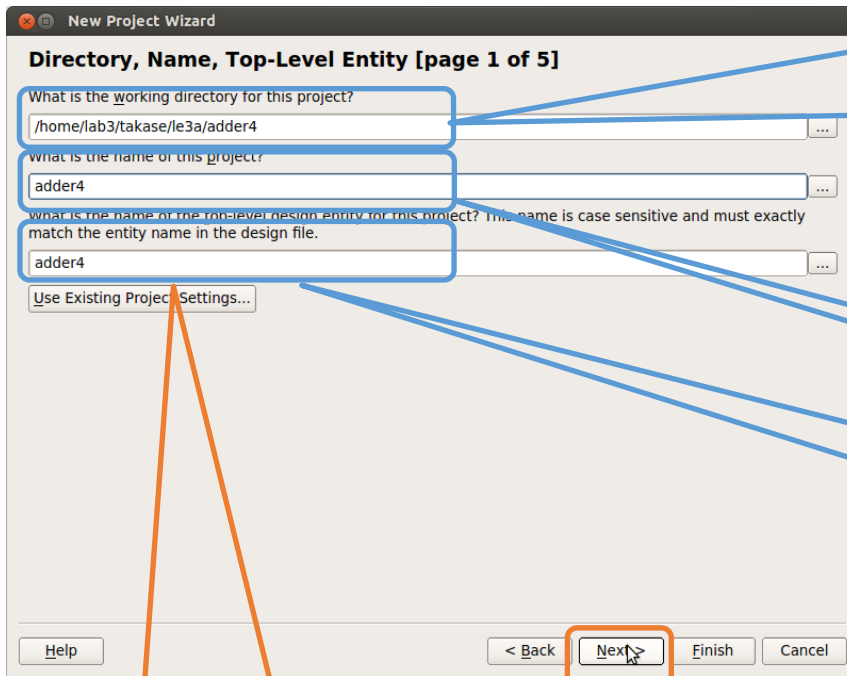 New Project Wizard
Directory, Name, Top-Level Entity [page 1 of 5]
What is the working directory for this project?
/home/lab3/takase/le3a/adder4
...
What is the name of this project?
adder4
...
What is the name of the top-level design entity for this project? This name is case sensitive and must exactly
match the entity name in the design file.
adder4
...
Use Existing Project Settings...
Help
< Back
Next >
Finish
Cancel